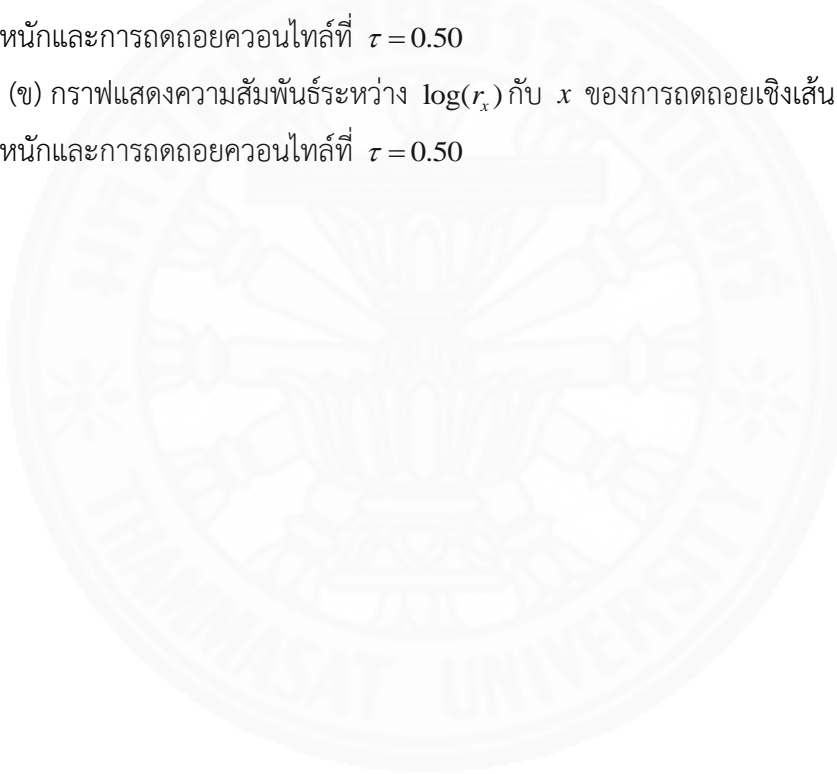 หนักและการถดถอยควอนไทล์ที่ τ = 0.50
(ข) กราฟแสดงความสัมพันธ์ระหว่าง log(rₓ) กับ x ของการถดถอยเชิงเส้น
หนักและการถดถอยควอนไทล์ที่ τ = 0.50
THAMMASAT UNIVERSITY